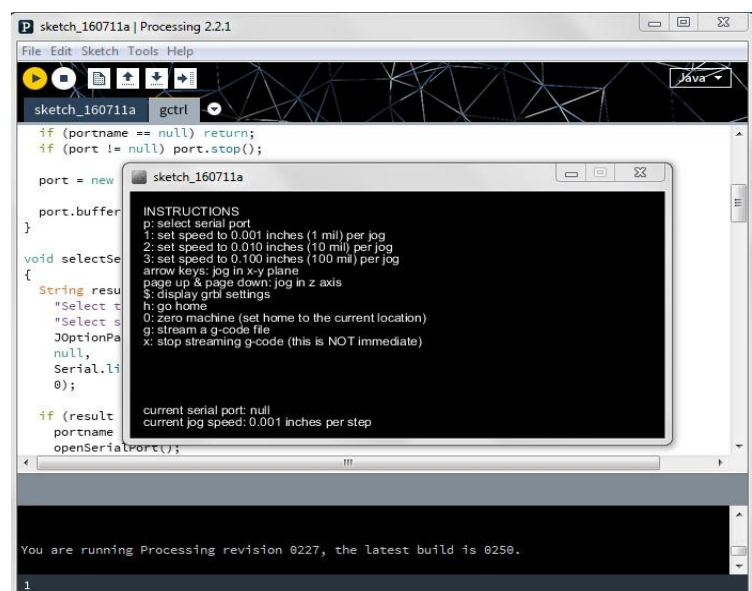 sketch_160711a | Processing 2.2.1
File Edit Sketch Tools Help
Java
sketch_160711a gctrl
if (portname == null) return;
if (port != null) port.stop();
port = new
port.buffer
}
void selectSe
{
String resu
"Select t
"Select s
JOptionPa
null,
Serial.li
0);
if (result
portname
openSerialPort();
sketch_160711a
INSTRUCTIONS
p: select serial port
1: set speed to 0.001 inches (1 mil) per jog
2: set speed to 0.010 inches (10 mil) per jog
3: set speed to 0.100 inches (100 mil) per jog
arrow keys: jog in x-y plane
page up & page down: jog in z axis
$: display grbl settings
h: go home
0: zero machine (set home to the current location)
g: stream a g-code file
x: stop streaming g-code (this is NOT immediate)
current serial port: null
current jog speed: 0.001 inches per step
You are running Processing revision 0227, the latest build is 0250.
1